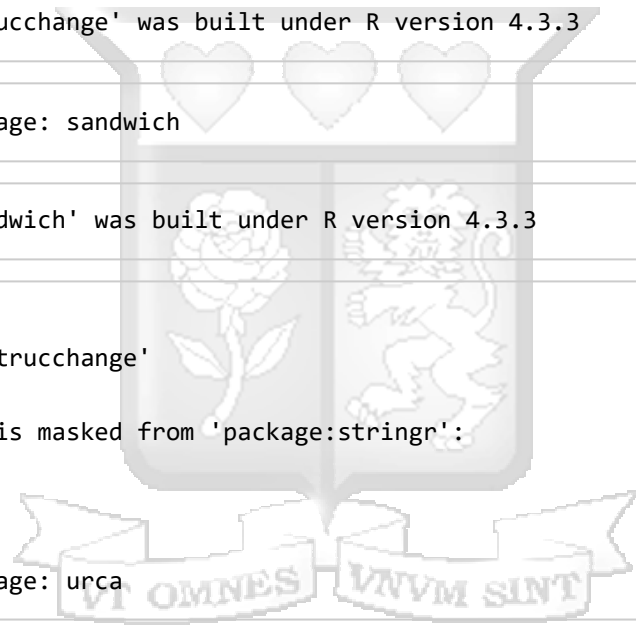 ucchange' was built under R version 4.3.3
age: sandwich
dwich' was built under R version 4.3.3
trucchange'
is masked from 'package:stringr':
age: urca
VT OMNES VNVM SINT